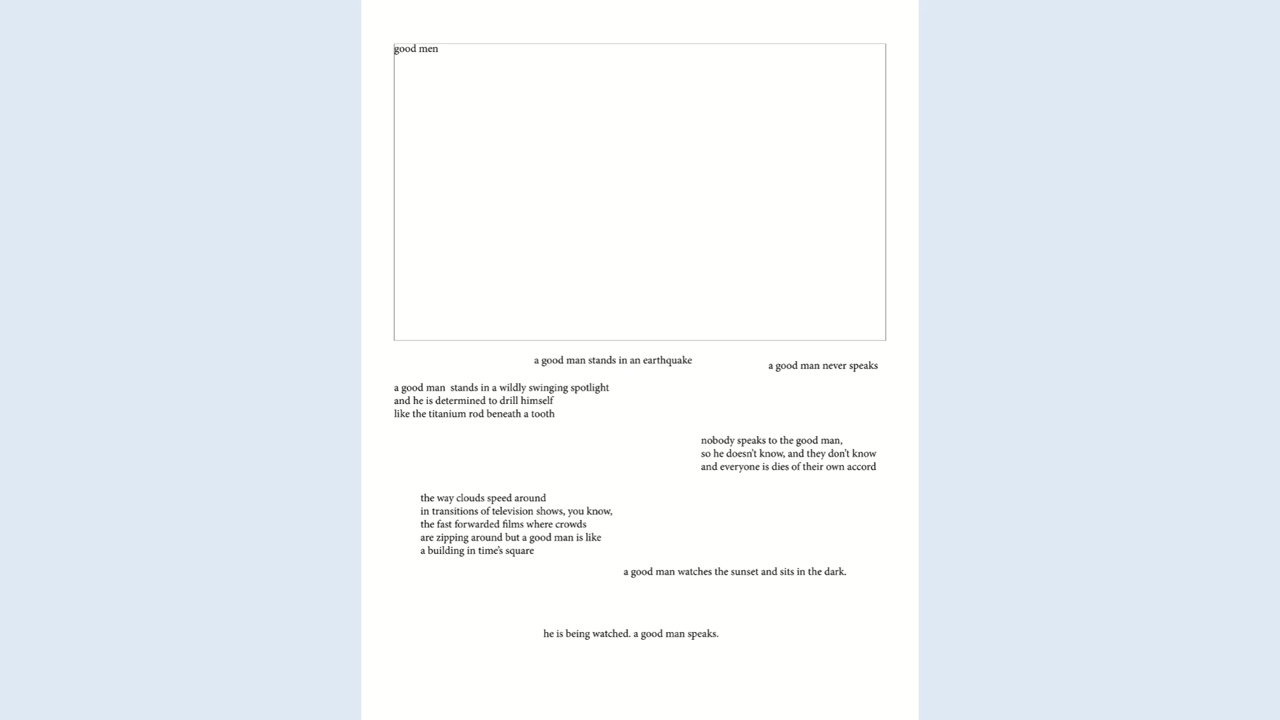 good men
a good man stands in an earthquake
a good man never speaks
a good man  stands in a wildly swinging spotlight
and he is determined to drill himself
like the titanium rod beneath a tooth
nobody speaks to the good man,
so he doesn't know, and they don't know
and everyone is dies of their own accord
the way clouds speed around
in transitions of television shows, you know,
the fast forwarded films where crowds
are zipping around but a good man is like
a building in time's square
a good man watches the sunset and sits in the dark.
he is being watched. a good man speaks.